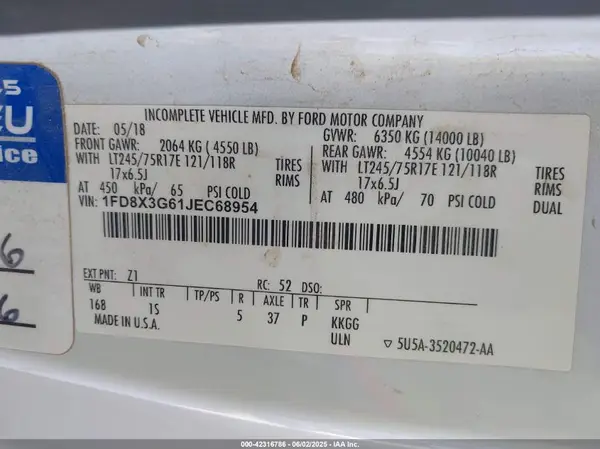 INCOMPLETE VEHICLE MFD. BY FORD MOTOR COMPANY
DATE: 05/18
GVWR: 6350 KG (14000 LB)
FRONT GAWR: 2064 KG ( 4550 LB)
REAR GAWR: 4554 KG (10040 LB)
WITH LT245/75R17E 121/118R TIRES
WITH LT245/75R17E 121/118R TIRES
17x6.5J RIMS
17x6.5J RIMS
AT 450 kPa/ 65 PSI COLD
AT 480 kPa/ 70 PSI COLD DUAL
VIN: 1FD8X3G61JEC68954
EXT PNT: Z1 RC: 52 DSO:
WB INT TR TP/PS R AXLE TR SPR
168 1S 5 37 P KKGG
MADE IN U.S.A. ULN ▽ 5U5A-3520472-AA
6
6
000-42316786 - 06/02/2025 - IAA